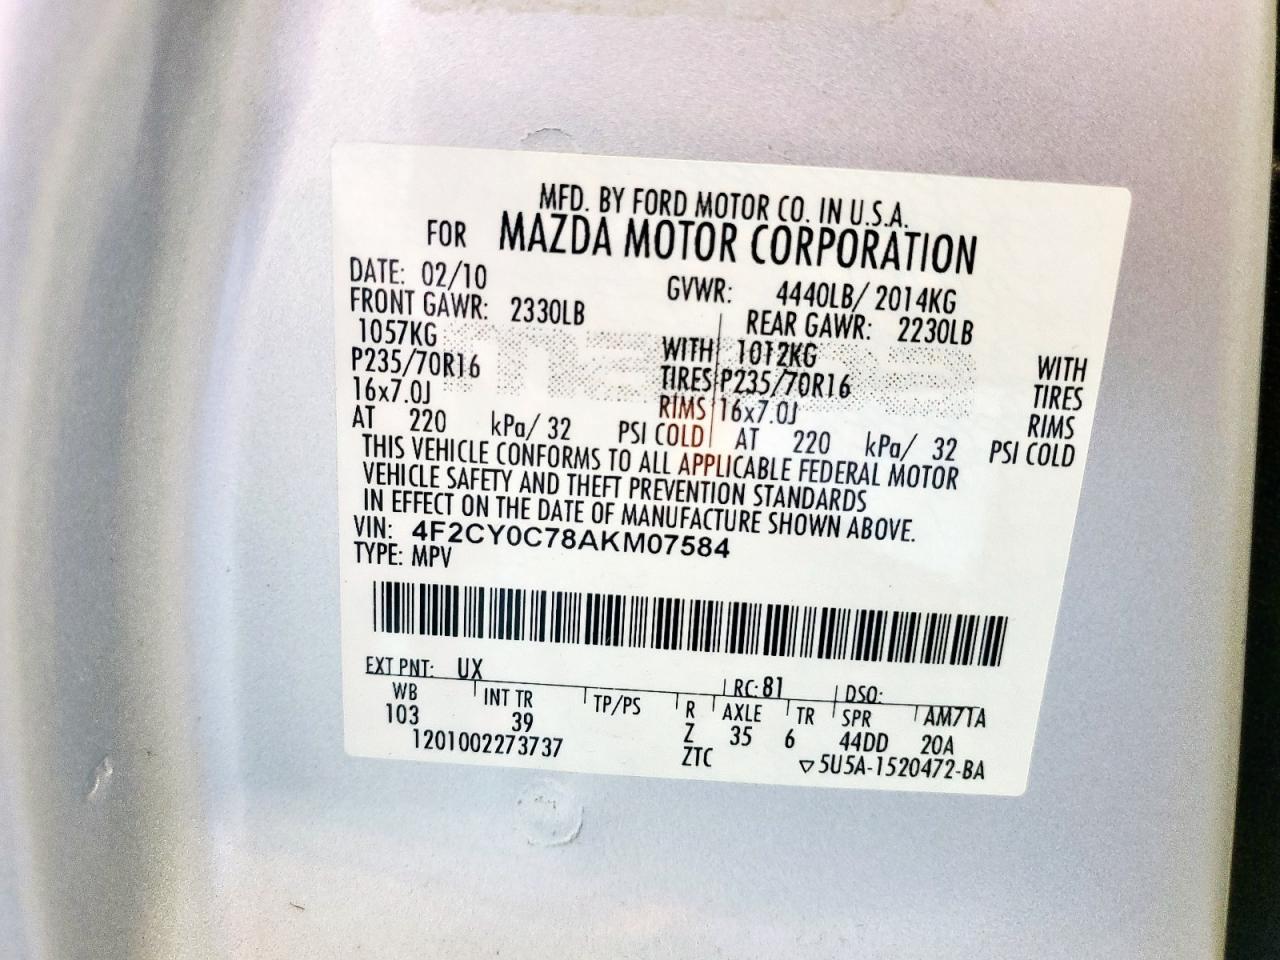 MFD. BY FORD MOTOR CO. IN U.S.A.
FOR MAZDA MOTOR CORPORATION
DATE: 02/10 GVWR: 4440LB/ 2014KG
FRONT GAWR: 2330LB REAR GAWR: 2230LB
1057KG WITH 1012KG WITH
P235/70R16 TIRES P235/70R16 TIRES
16x7.0J RIMS 16x7.0J RIMS
AT 220 kPa/ 32 PSI COLD AT 220 kPa/ 32 PSI COLD
THIS VEHICLE CONFORMS TO ALL APPLICABLE FEDERAL MOTOR
VEHICLE SAFETY AND THEFT PREVENTION STANDARDS
IN EFFECT ON THE DATE OF MANUFACTURE SHOWN ABOVE.
VIN: 4F2CY0C78AKM07584
TYPE: MPV
EXT PNT: UX RC: 81 DSO:
WB INT TR TP/PS R AXLE TR SPR AM71A
103 39 Z 35 6 44DD 20A
1201002273737 ZTC ▽5U5A-1520472-BA